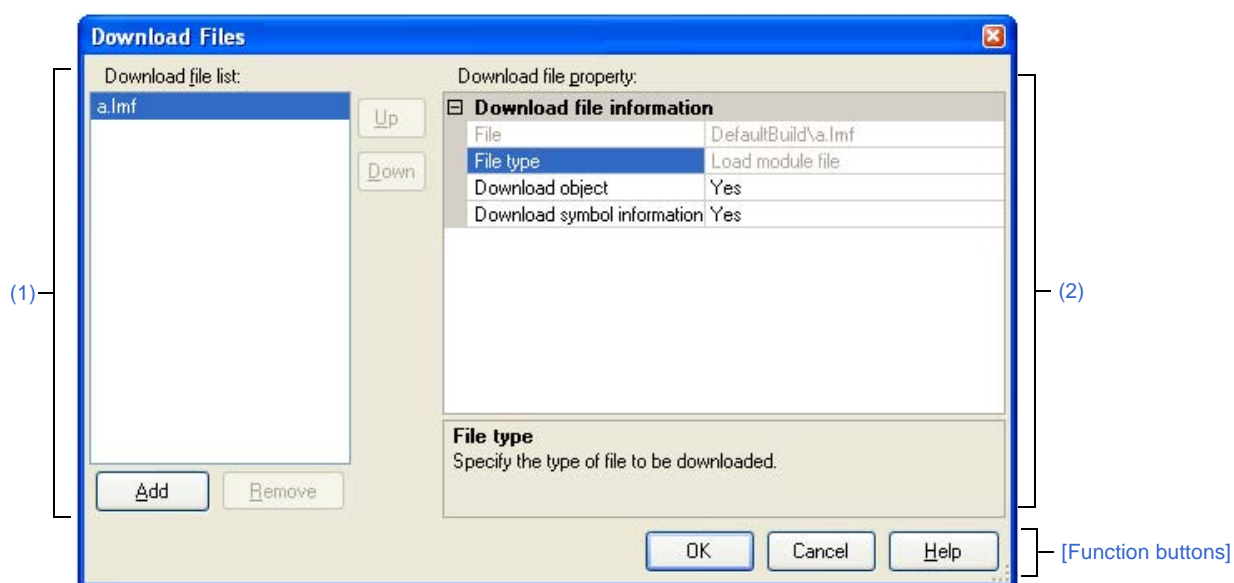 Download Files
Download file list:
Download file property:
a.lmf
Up
Down
Download file information
File DefaultBuild\a.lmf
File type Load module file
Download object Yes
Download symbol information Yes
(1)
(2)
File type
Specify the type of file to be downloaded.
Add
Remove
OK
Cancel
Help
[Function buttons]